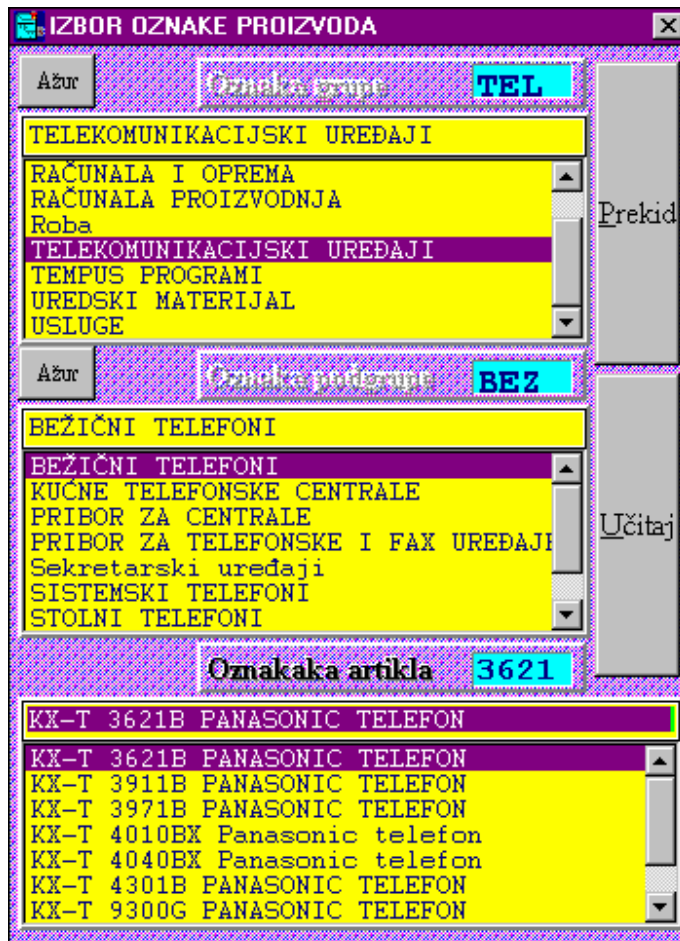 IZBOR OZNAKE PROIZVODA
Ažur
Oznaka grupe
TEL
TELEKOMUNIKACIJSKI UREĐAJI
RAČUNALA I OPREMA
RAČUNALA PROIZVODNJA
Roba
TELEKOMUNIKACIJSKI UREĐAJI
TEMPUS PROGRAMI
UREDSKI MATERIJAL
USLUGE
Prekid
Ažur
Oznaka podgrupe
BEZ
BEŽIČNI TELEFONI
BEŽIČNI TELEFONI
KUĆNE TELEFONSKE CENTRALE
PRIBOR ZA CENTRALE
PRIBOR ZA TELEFONSKE I FAX UREĐAJE
Sekretarski uređaji
SISTEMSKI TELEFONI
STOLNI TELEFONI
Učitaj
Oznakaka artikla
3621
KX-T 3621B PANASONIC TELEFON
KX-T 3621B PANASONIC TELEFON
KX-T 3911B PANASONIC TELEFON
KX-T 3971B PANASONIC TELEFON
KX-T 4010BX Panasonic telefon
KX-T 4040BX Panasonic telefon
KX-T 4301B PANASONIC TELEFON
KX-T 9300G PANASONIC TELEFON